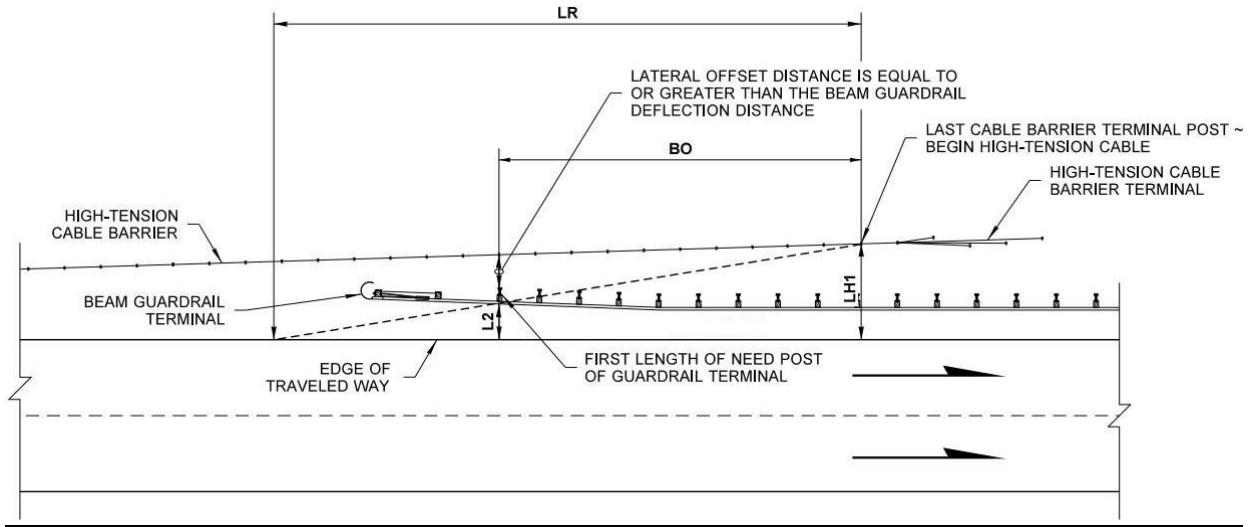 LR
LATERAL OFFSET DISTANCE IS EQUAL TO
OR GREATER THAN THE BEAM GUARDRAIL
DEFLECTION DISTANCE
LAST CABLE BARRIER TERMINAL POST ~
BEGIN HIGH-TENSION CABLE
BO
HIGH-TENSION CABLE
BARRIER TERMINAL
HIGH-TENSION
CABLE BARRIER
BEAM GUARDRAIL
TERMINAL
L2
LH1
EDGE OF
TRAVELED WAY
FIRST LENGTH OF NEED POST
OF GUARDRAIL TERMINAL